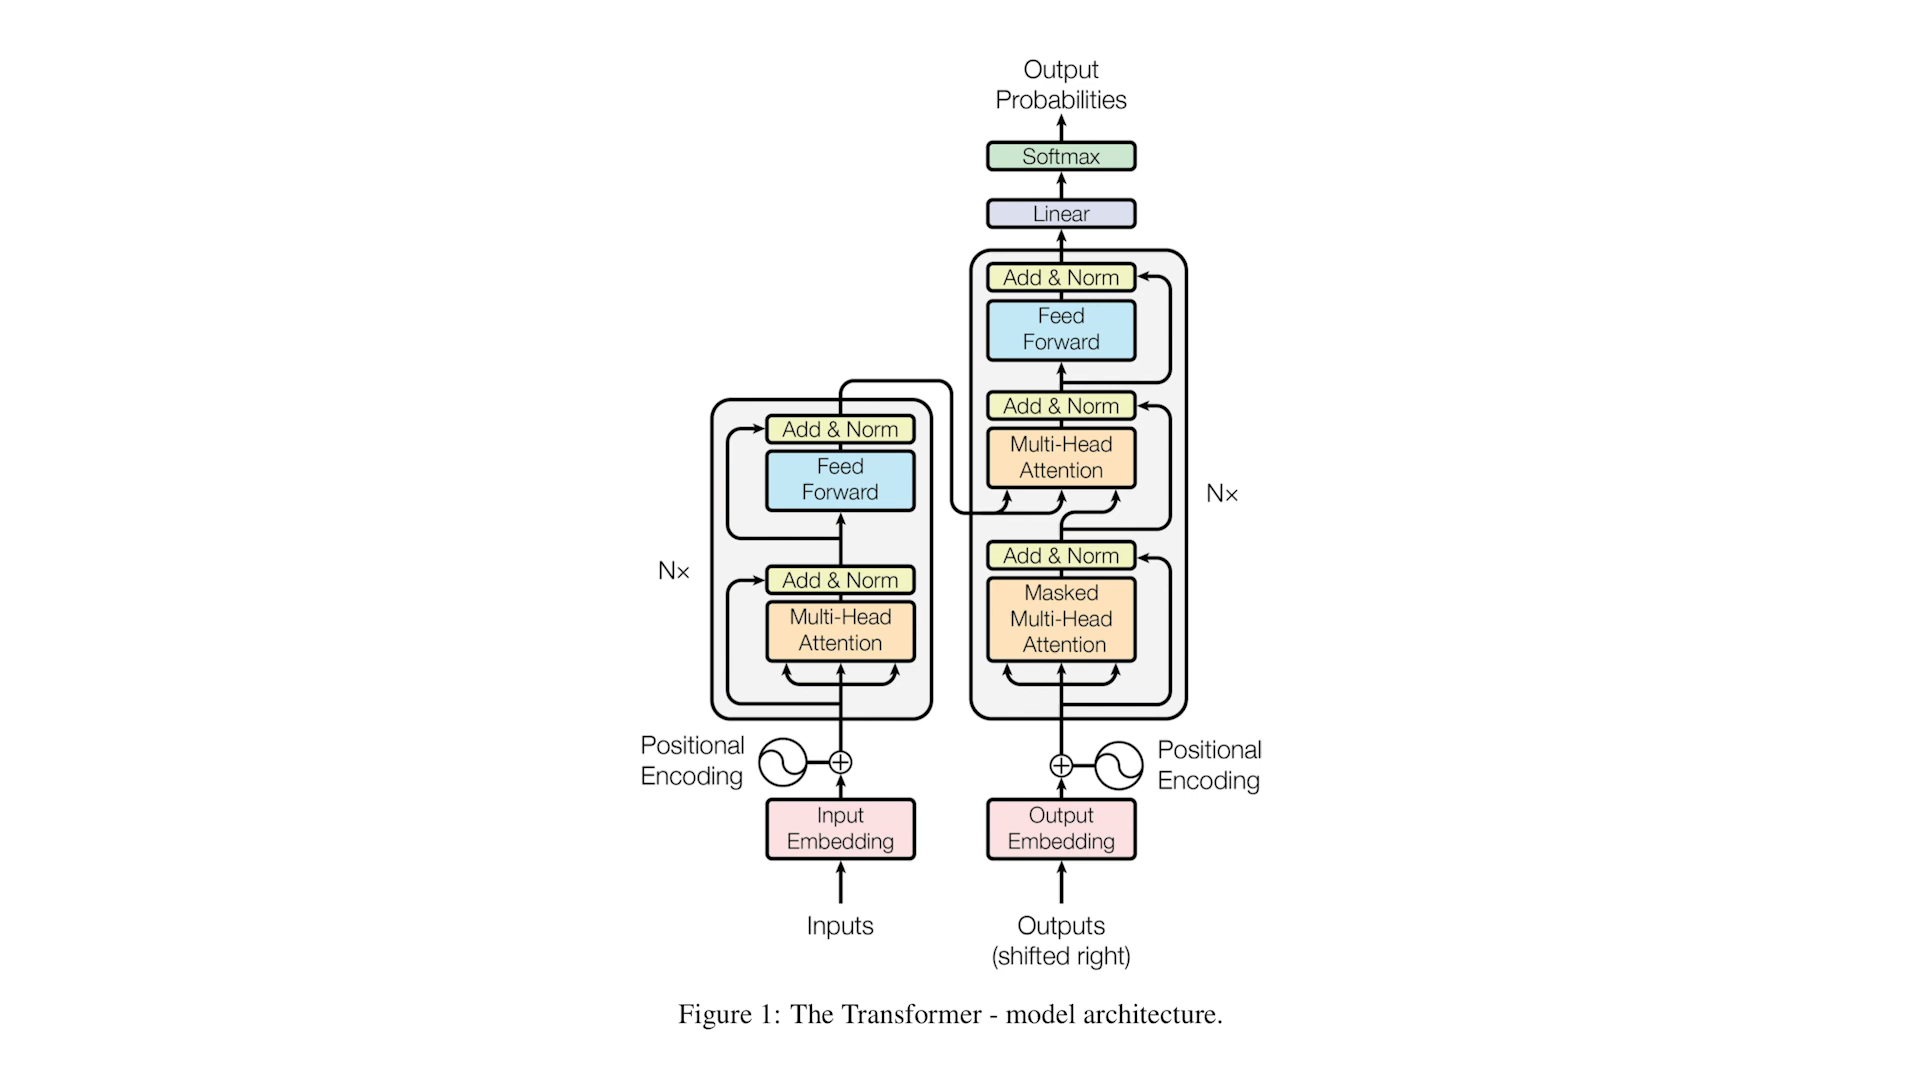 Output
Probabilities
Softmax
Linear
Add & Norm
Feed
Forward
Add & Norm
Multi-Head
Attention
Nx
Add & Norm
Masked
Multi-Head
Attention
Add & Norm
Feed
Forward
Nx
Add & Norm
Multi-Head
Attention
Positional
Encoding
Positional
Encoding
Input
Embedding
Output
Embedding
Inputs
Outputs
(shifted right)
Figure 1: The Transformer - model architecture.